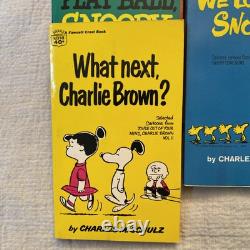 PLAY BALL,
SNOOPY
WE LO
SNO
A Fawcett Crest Book
40¢
What next,
Charlie Brown?
Selected
Cartoons from
YOU'RE OUT OF YOUR
MIND, CHARLIE BROWN
VOL. I
by CHARLES M. SCHULZ
by CHARLE